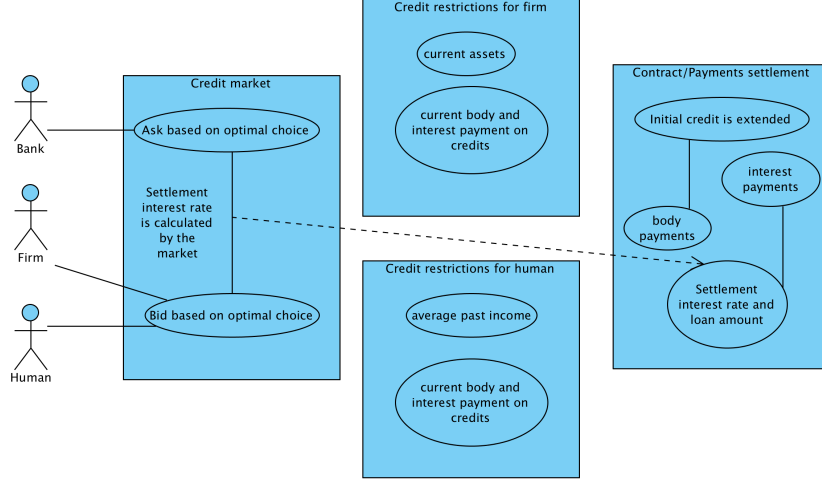 Bank
Firm
Human
Credit market
Ask based on optimal choice
Settlement
interest rate
is calculated
by the
market
Bid based on optimal choice
Credit restrictions for firm
current assets
current body and
interest payment on
credits
Credit restrictions for human
average past income
current body and
interest payment on
credits
Contract/Payments settlement
Initial credit is extended
interest
payments
body
payments
Settlement
interest rate and
loan amount